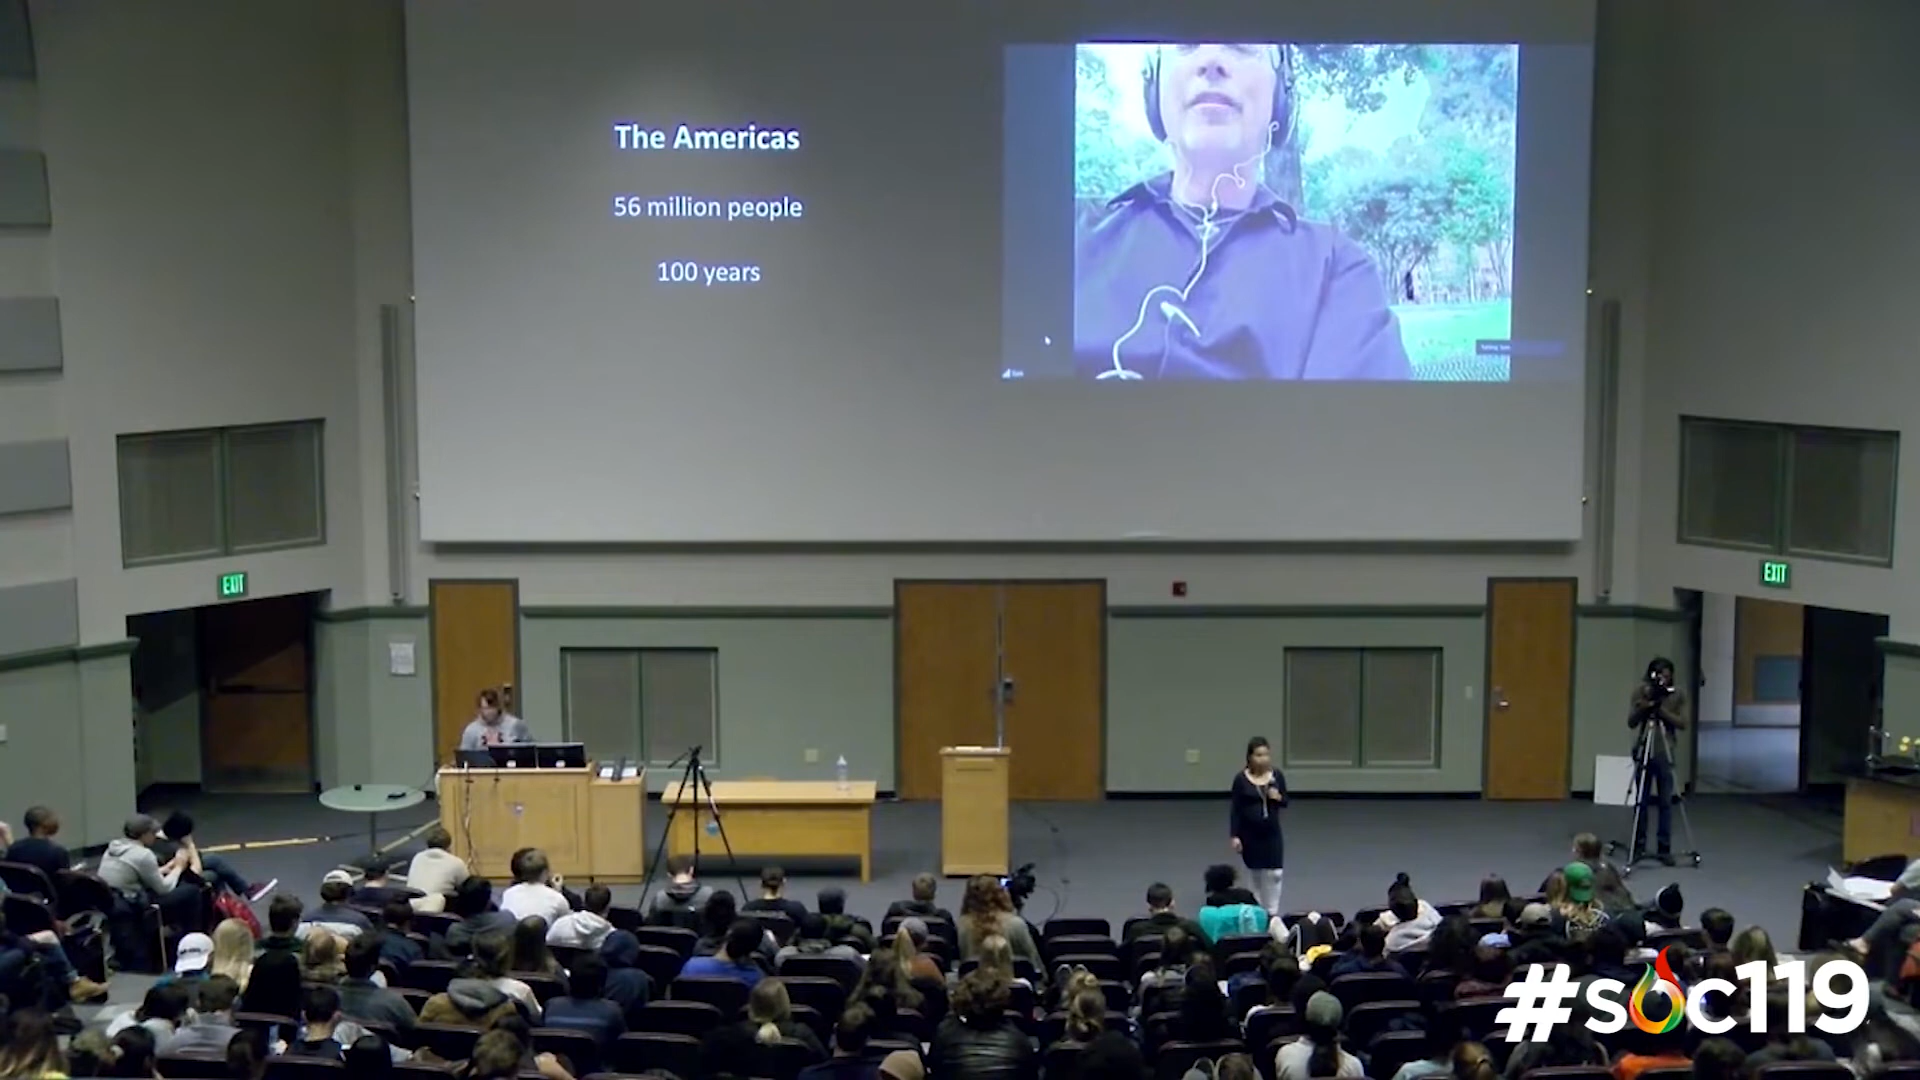 The Americas
56 million people
100 years
EXIT
EXIT
#soc119